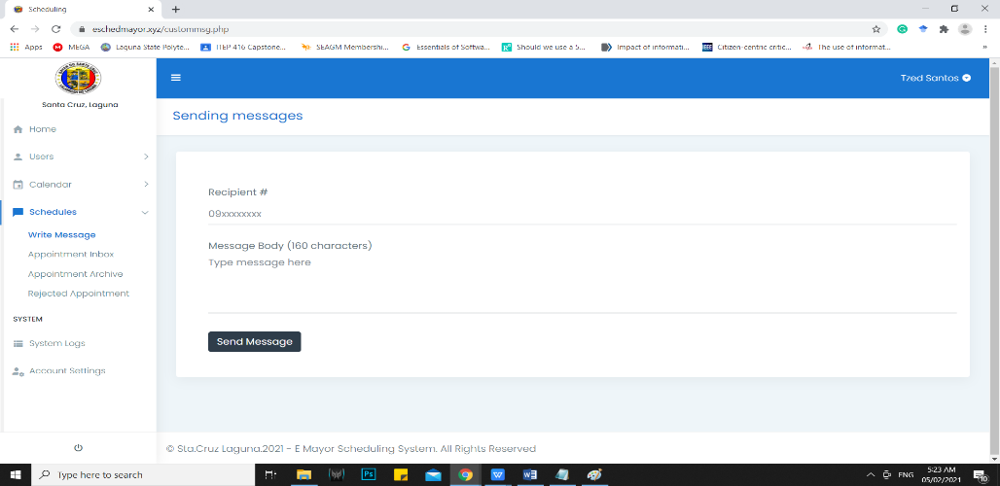 Scheduling
eschedmayor.xyz/custommsg.php
Apps
MEGA
Laguna State Polyte...
ITEP 416 Capstone...
SEAGM Membershi...
Essentials of Softwa...
Should we use a 5...
Impact of informati...
Citizen-centric critic...
The use of informat...
Santa Cruz, Laguna
Tzed Santos
Sending messages
Home
Users
Calendar
Schedules
Write Message
Appointment Inbox
Appointment Archive
Rejected Appointment
SYSTEM
System Logs
Account Settings
Recipient #
09xxxxxxxx
Message Body (160 characters)
Type message here
Send Message
© Sta.Cruz Laguna.2021 - E Mayor Scheduling System. All Rights Reserved
Type here to search
Ps
ENG
5:23 AM
05/02/2021
10